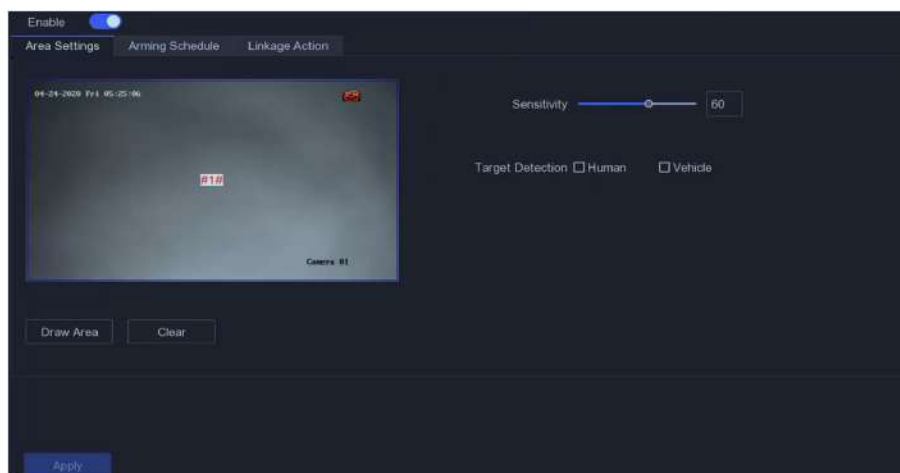 Enable
Area Settings Arming Schedule Linkage Action
04-24-2020 Fri 05:25:06
Sensitivity 60
Target Detection Human Vehicle
#1#
Camera 01
Draw Area Clear
Apply